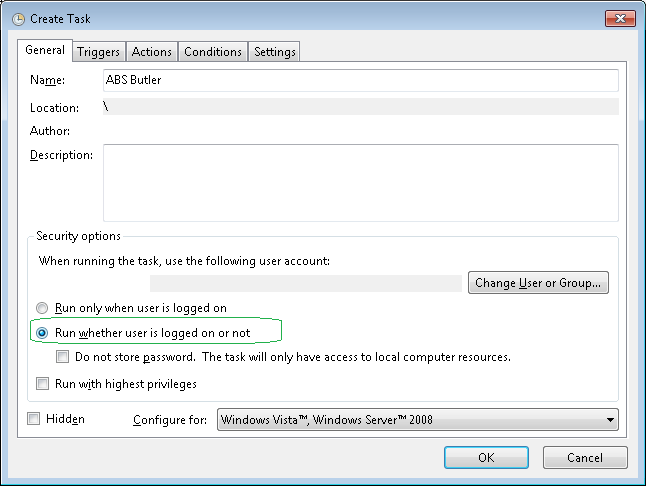 Create Task
General Triggers Actions Conditions Settings
Name: ABS Butler
Location: \
Author:
Description:
Security options
When running the task, use the following user account:
Change User or Group...
Run only when user is logged on
Run whether user is logged on or not
Do not store password. The task will only have access to local computer resources.
Run with highest privileges
Hidden Configure for: Windows Vista™, Windows Server™ 2008
OK Cancel